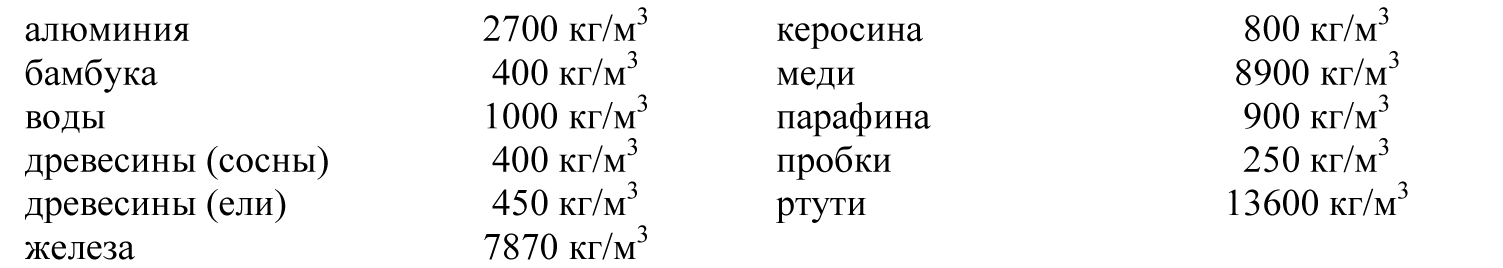 алюминия 2700 кг/м³ керосина 800 кг/м³
бамбука 400 кг/м³ меди 8900 кг/м³
воды 1000 кг/м³ парафина 900 кг/м³
древесины (сосны) 400 кг/м³ пробки 250 кг/м³
древесины (ели) 450 кг/м³ ртути 13600 кг/м³
железа 7870 кг/м³